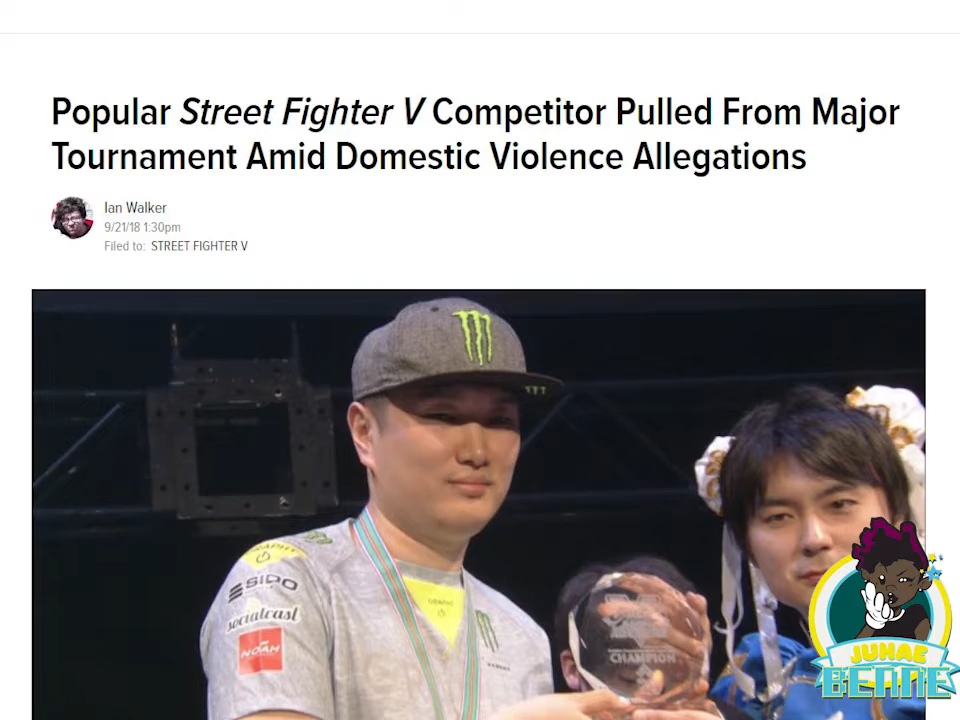 Popular Street Fighter V Competitor Pulled From Major
Tournament Amid Domestic Violence Allegations
Ian Walker
9/21/18 1:30pm
Filed to: STREET FIGHTER V
SIDO
socialcast
NOAH
CHAMPION
JUNAE
BENNE